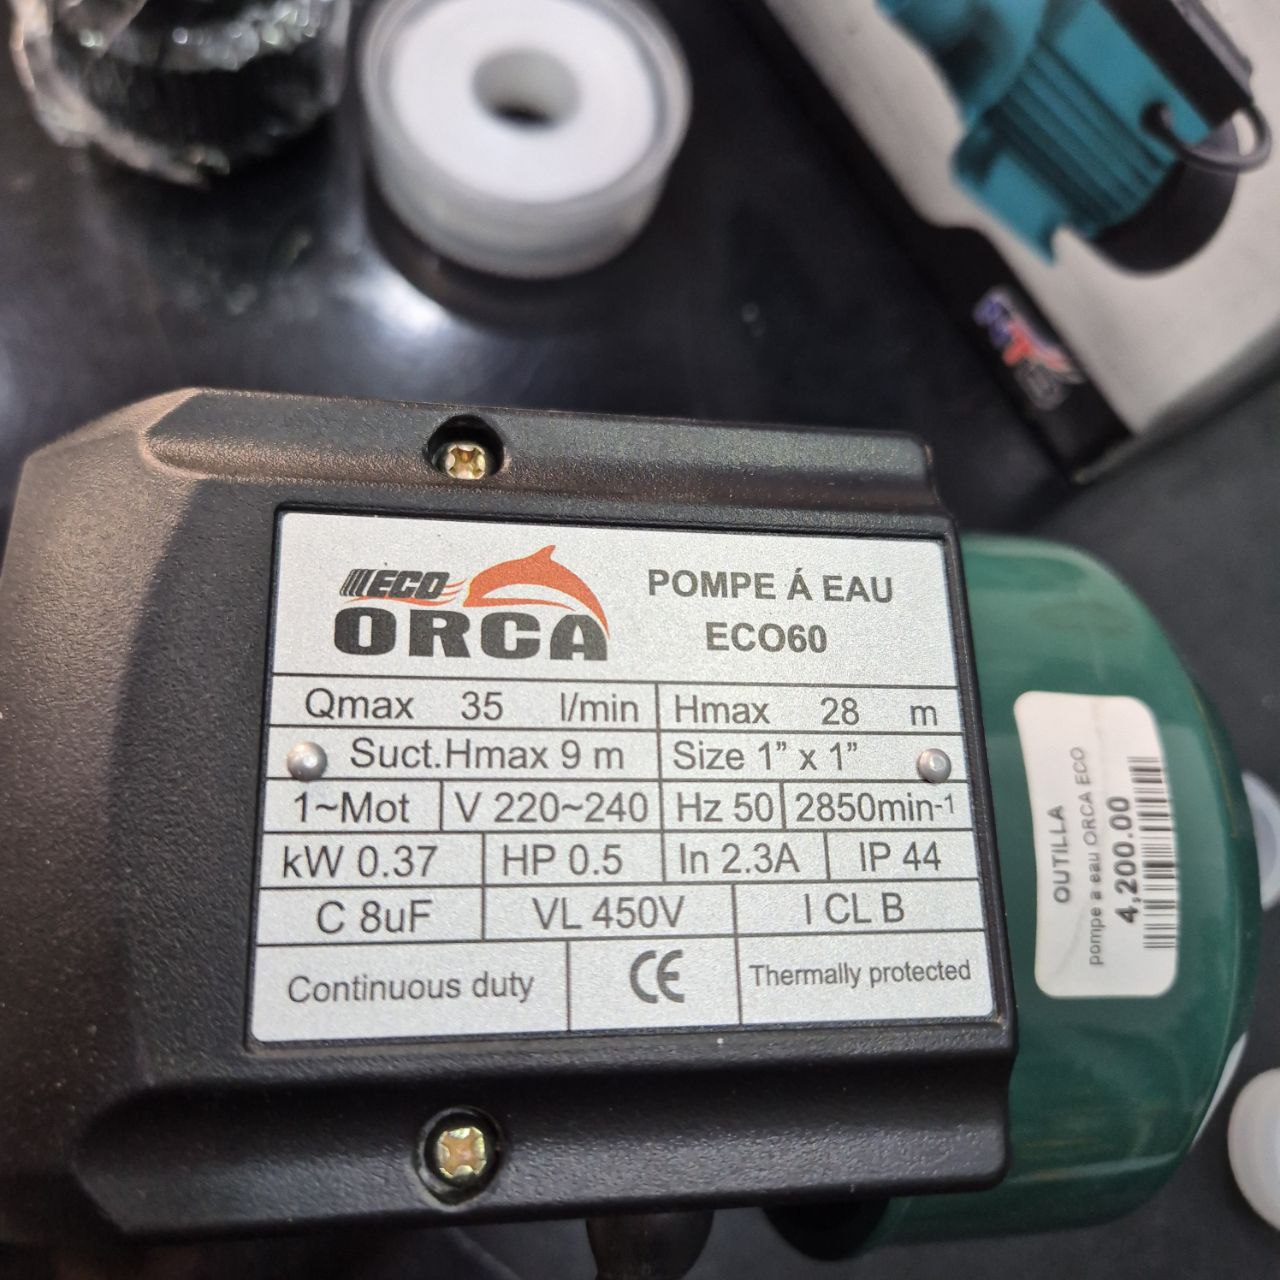 ECO
ORCA
POMPE Á EAU
ECO60
Qmax 35 l/min
Hmax 28 m
Suct.Hmax 9 m
Size 1” x 1”
1~Mot
V 220~240
Hz 50
2850min-1
kW 0.37
HP 0.5
In 2.3A
IP 44
C 8uF
VL 450V
I CL B
Continuous duty
CE
Thermally protected
OUTILLA
pompe a eau ORCA ECO
4,200.00